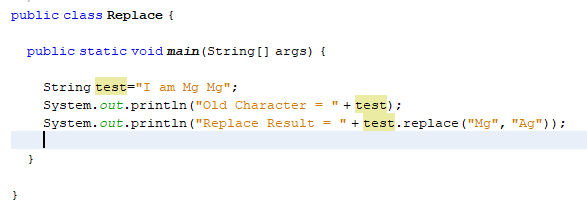 public class Replace {
public static void main(String[] args) {
String test="I am Mg Mg";
System.out.println("Old Character = "+test);
System.out.println("Replace Result = "+test.replace("Mg", "Ag"));
}
}